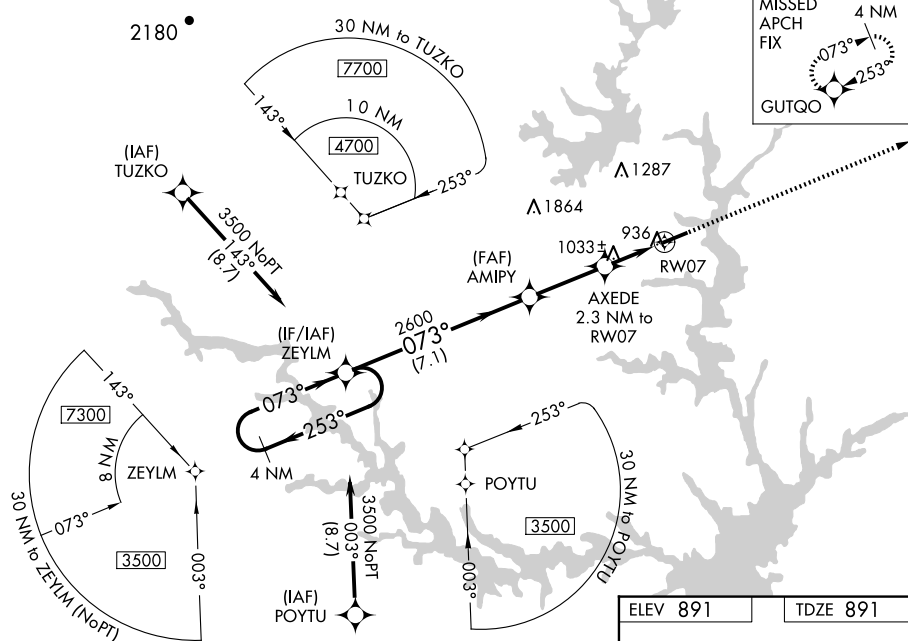 2180
30 NM to TUZKO
7700
10 NM
4700
143°
TUZKO
253°
MISSED
APCH
FIX
4 NM
073°
253°
GUTQO
(IAF)
TUZKO
3500 NoPT
143°
(8.7)
1287
1864
936
1033±
RW07
(FAF)
AMIPY
AXEDE
2.3 NM to
RW07
(IF/IAF)
ZEYLM
2600
073°
(7.1)
073°
253°
4 NM
143°
7300
8 NM
ZEYLM
073°
3500
003°
30 NM to ZEYLM (NoPT)
3500 NoPT
003°
(8.7)
(IAF)
POYTU
253°
POYTU
3500
003°
30 NM to POYTU
ELEV 891
TDZE 891